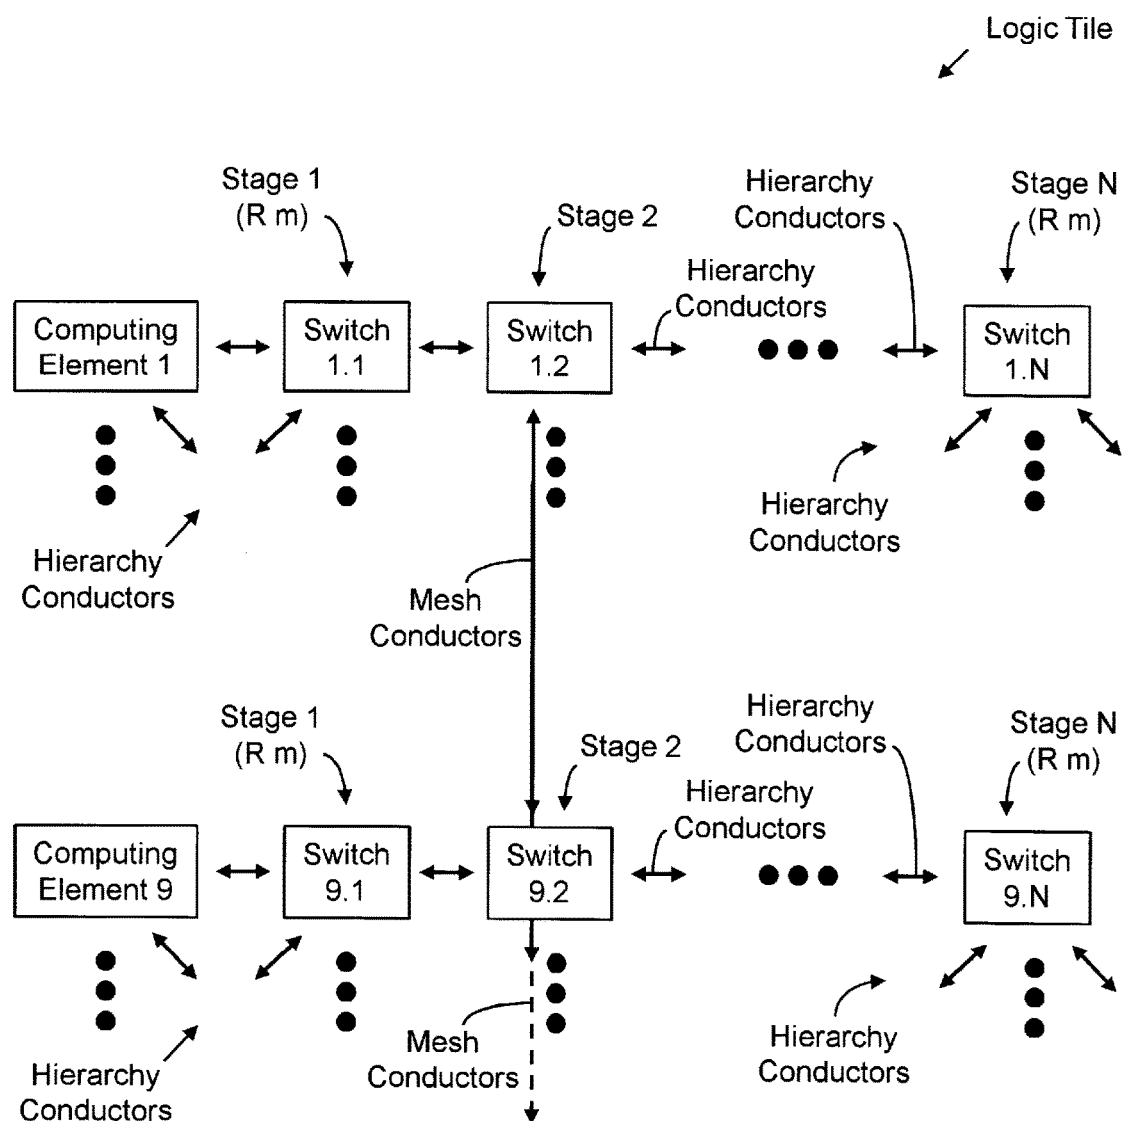 Logic Tile
Stage 1
(R m)
Stage 2
Hierarchy
Conductors
Stage N
(R m)
Hierarchy
Conductors
Computing
Element 1
Switch
1.1
Switch
1.2
Switch
1.N
Hierarchy
Conductors
Hierarchy
Conductors
Mesh
Conductors
Stage 1
(R m)
Stage 2
Hierarchy
Conductors
Stage N
(R m)
Hierarchy
Conductors
Computing
Element 9
Switch
9.1
Switch
9.2
Switch
9.N
Hierarchy
Conductors
Mesh
Conductors
Hierarchy
Conductors